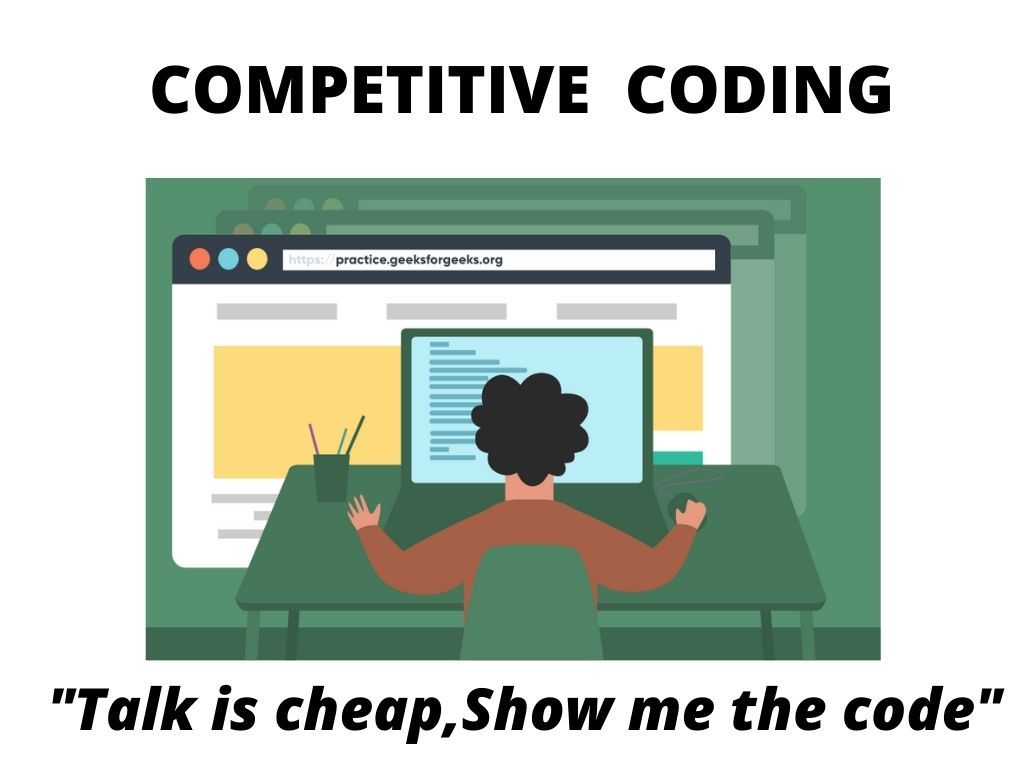 COMPETITIVE CODING
https://practice.geeksforgeeks.org
"Talk is cheap,Show me the code"